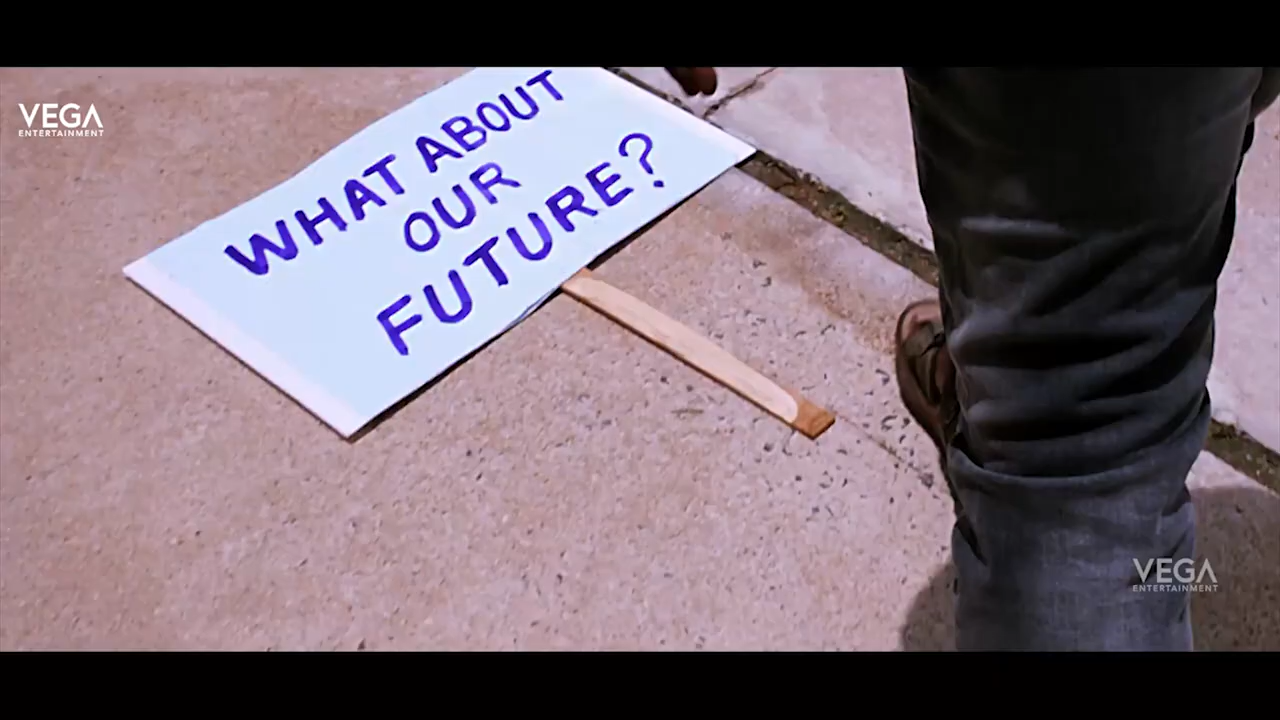 VEGA
ENTERTAINMENT
WHAT ABOUT
OUR
FUTURE?
VEGA
ENTERTAINMENT